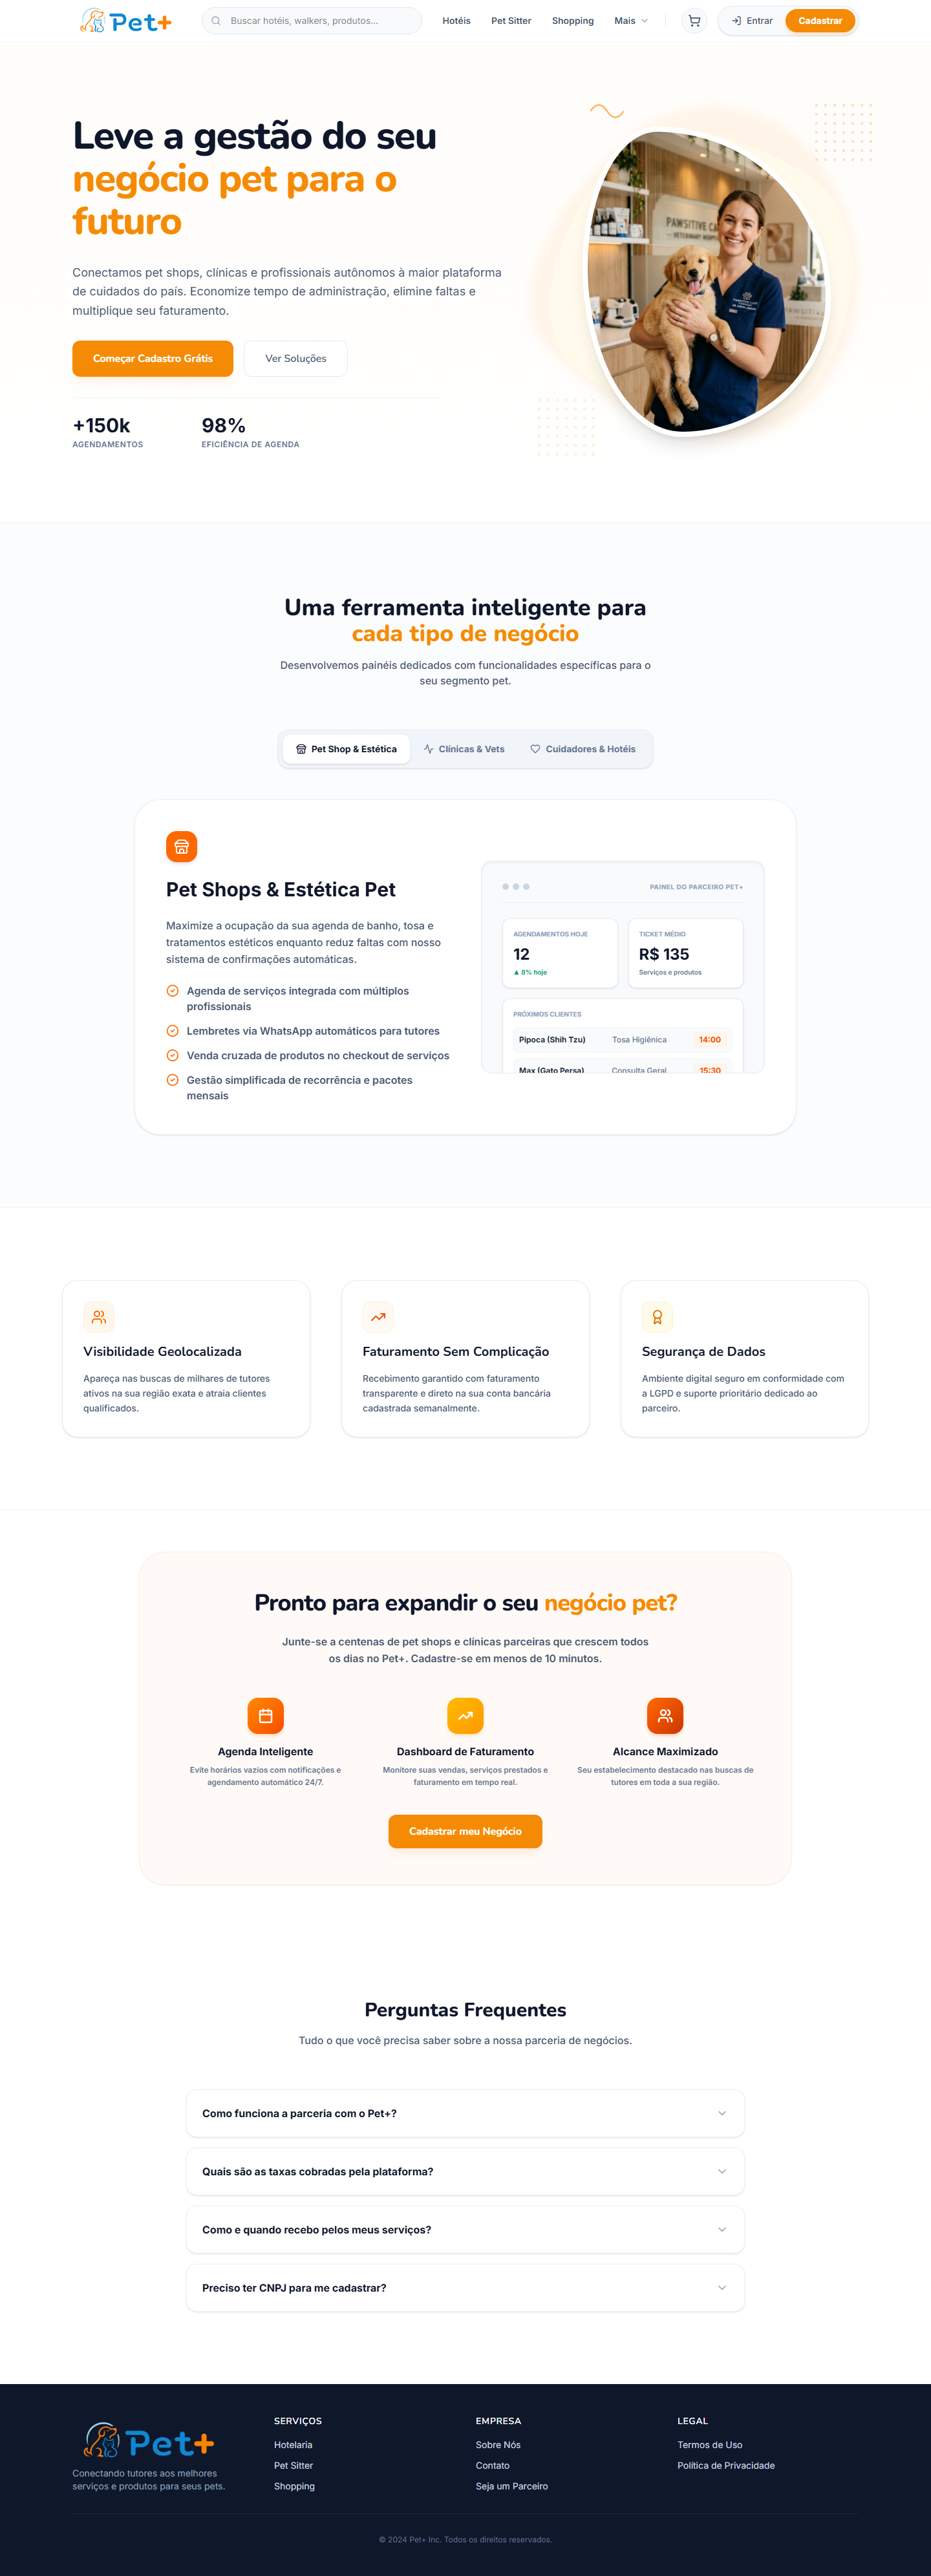 Pet+
Buscar hotéis, walkers, produtos...
Hotéis
Pet Sitter
Shopping
Mais
Entrar
Cadastrar
Leve a gestão do seu
negócio pet para o
futuro
Conectamos pet shops, clínicas e profissionais autônomos à maior plataforma
de cuidados do país. Economize tempo de administração, elimine faltas e
multiplique seu faturamento.
Começar Cadastro Grátis
Ver Soluções
+150k
AGENDAMENTOS
98%
EFICIÊNCIA DE AGENDA
PAWSITIVE CA
VETERINARY HOSPI
Uma ferramenta inteligente para
cada tipo de negócio
Desenvolvemos painéis dedicados com funcionalidades específicas para o
seu segmento pet.
Pet Shop & Estética
Clínicas & Vets
Cuidadores & Hotéis
Pet Shops & Estética Pet
Maximize a ocupação da sua agenda de banho, tosa e
tratamentos estéticos enquanto reduz faltas com nosso
sistema de confirmações automáticas.
Agenda de serviços integrada com múltiplos
profissionais
Lembretes via WhatsApp automáticos para tutores
Venda cruzada de produtos no checkout de serviços
Gestão simplificada de recorrência e pacotes
mensais
PAINEL DO PARCEIRO PET+
AGENDAMENTOS HOJE
12
▲ 8% hoje
TICKET MÉDIO
R$ 135
Serviços e produtos
PRÓXIMOS CLIENTES
Pipoca (Shih Tzu)
Tosa Higiênica
14:00
Max (Gato Persa)
Consulta Geral
15:30
Visibilidade Geolocalizada
Apareça nas buscas de milhares de tutores
ativos na sua região exata e atraia clientes
qualificados.
Faturamento Sem Complicação
Recebimento garantido com faturamento
transparente e direto na sua conta bancária
cadastrada semanalmente.
Segurança de Dados
Ambiente digital seguro em conformidade com
a LGPD e suporte prioritário dedicado ao
parceiro.
Pronto para expandir o seu negócio pet?
Junte-se a centenas de pet shops e clínicas parceiras que crescem todos
os dias no Pet+. Cadastre-se em menos de 10 minutos.
Agenda Inteligente
Evite horários vazios com notificações e
agendamento automático 24/7.
Dashboard de Faturamento
Monitore suas vendas, serviços prestados e
faturamento em tempo real.
Alcance Maximizado
Seu estabelecimento destacado nas buscas de
tutores em toda a sua região.
Cadastrar meu Negócio
Perguntas Frequentes
Tudo o que você precisa saber sobre a nossa parceria de negócios.
Como funciona a parceria com o Pet+?
Quais são as taxas cobradas pela plataforma?
Como e quando recebo pelos meus serviços?
Preciso ter CNPJ para me cadastrar?
Pet+
Conectando tutores aos melhores
serviços e produtos para seus pets.
SERVIÇOS
Hotelaria
Pet Sitter
Shopping
EMPRESA
Sobre Nós
Contato
Seja um Parceiro
LEGAL
Termos de Uso
Política de Privacidade
© 2024 Pet+ Inc. Todos os direitos reservados.